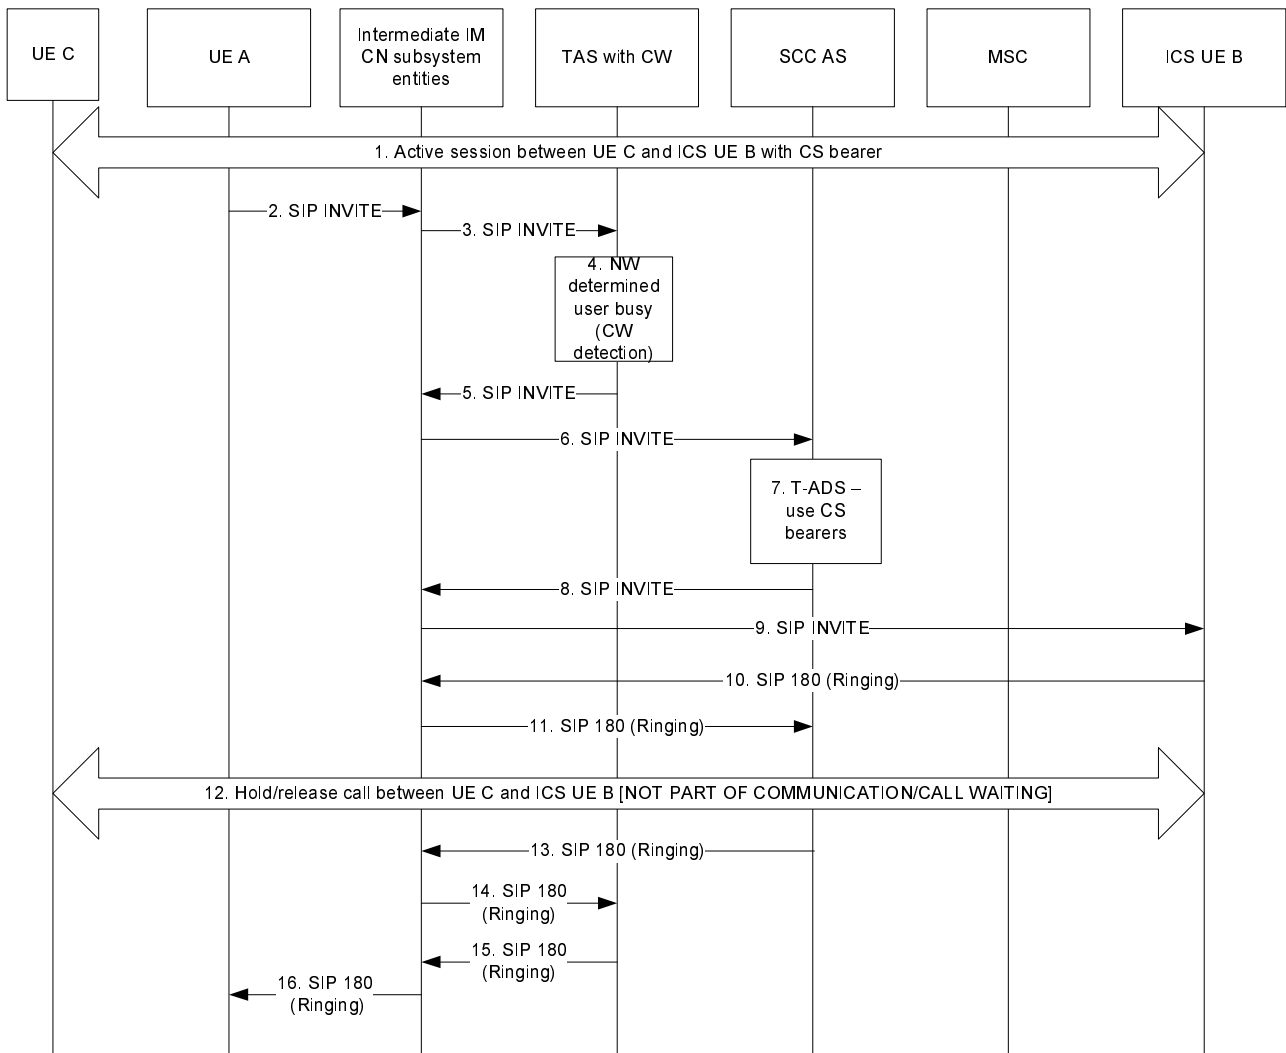 UE C
UE A
Intermediate IM
CN subsystem
entities
TAS with CW
SCC AS
MSC
ICS UE B
1. Active session between UE C and ICS UE B with CS bearer
2. SIP INVITE
3. SIP INVITE
4. NW
determined
user busy
(CW
detection)
5. SIP INVITE
6. SIP INVITE
7. T-ADS –
use CS
bearers
8. SIP INVITE
9. SIP INVITE
10. SIP 180 (Ringing)
11. SIP 180 (Ringing)
12. Hold/release call between UE C and ICS UE B [NOT PART OF COMMUNICATION/CALL WAITING]
13. SIP 180 (Ringing)
14. SIP 180
(Ringing)
15. SIP 180
(Ringing)
16. SIP 180
(Ringing)